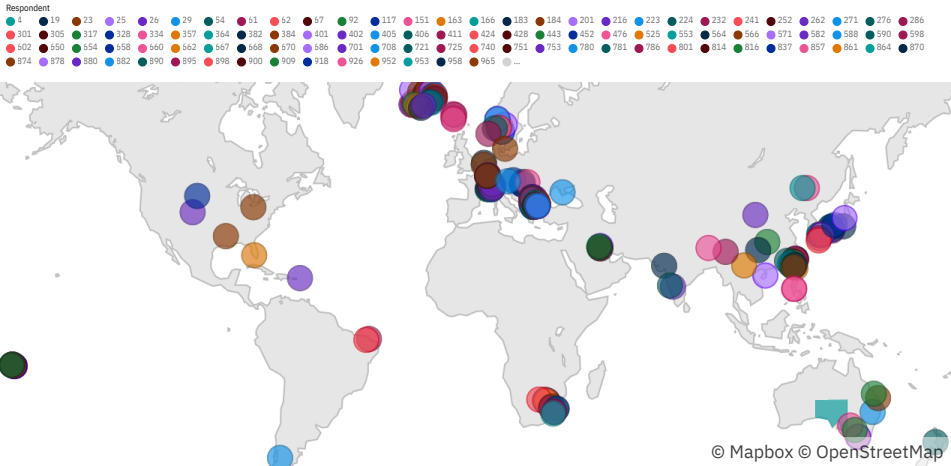 Respondent
4 19 23 25 26 29 54 61 62 67 92 117 151 163 166 183 184 201 216 223 224 232 241 252 262 271 276 286
301 305 317 328 334 357 364 382 384 401 402 405 406 411 424 428 443 452 476 525 553 564 566 571 582 588 590 598
602 650 654 658 660 662 667 668 670 686 701 708 721 725 740 751 753 780 781 786 801 814 816 837 857 861 864 870
874 878 880 882 890 895 898 900 909 918 926 952 953 958 965 ...
© Mapbox © OpenStreetMap